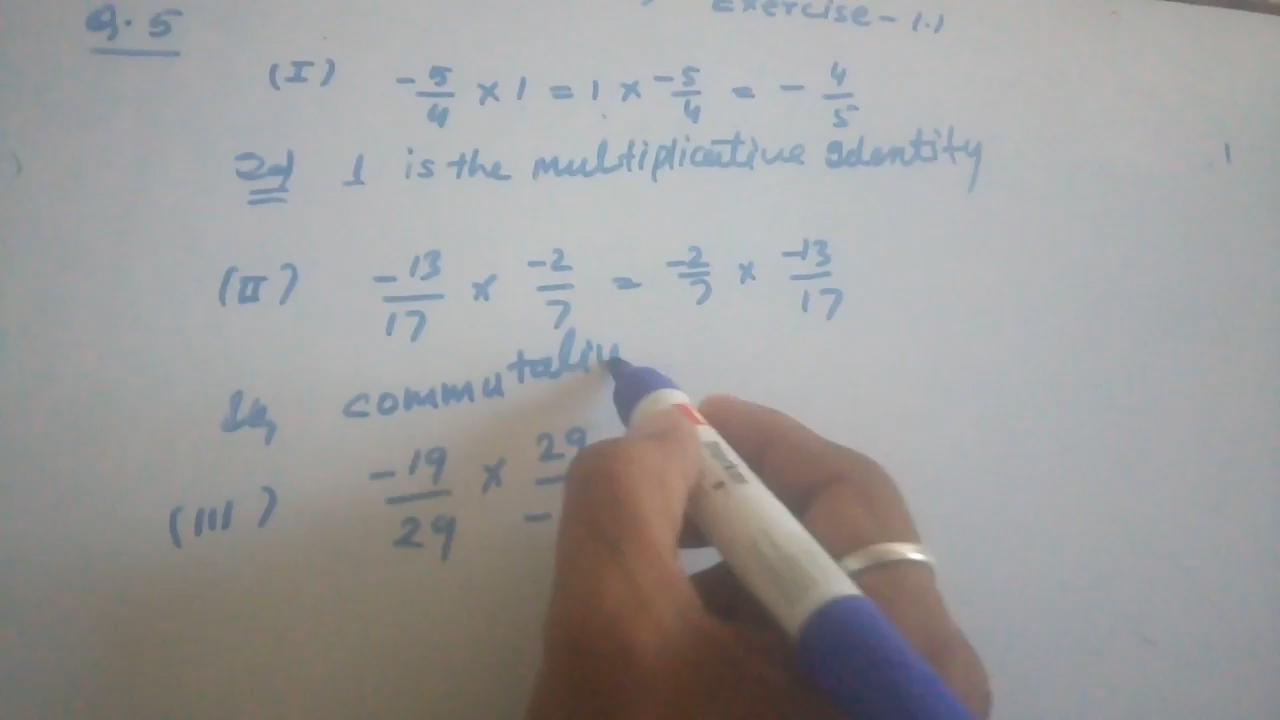 Exercise - 1.1
Q. 5
(I) -5/4 × 1 = 1 × -5/4 = - 4/5
1 is the multiplicative Identity
(II) -13/17 × -2/7 = -2/7 × -13/17
commutativ
(III) -19/29 × 29/-